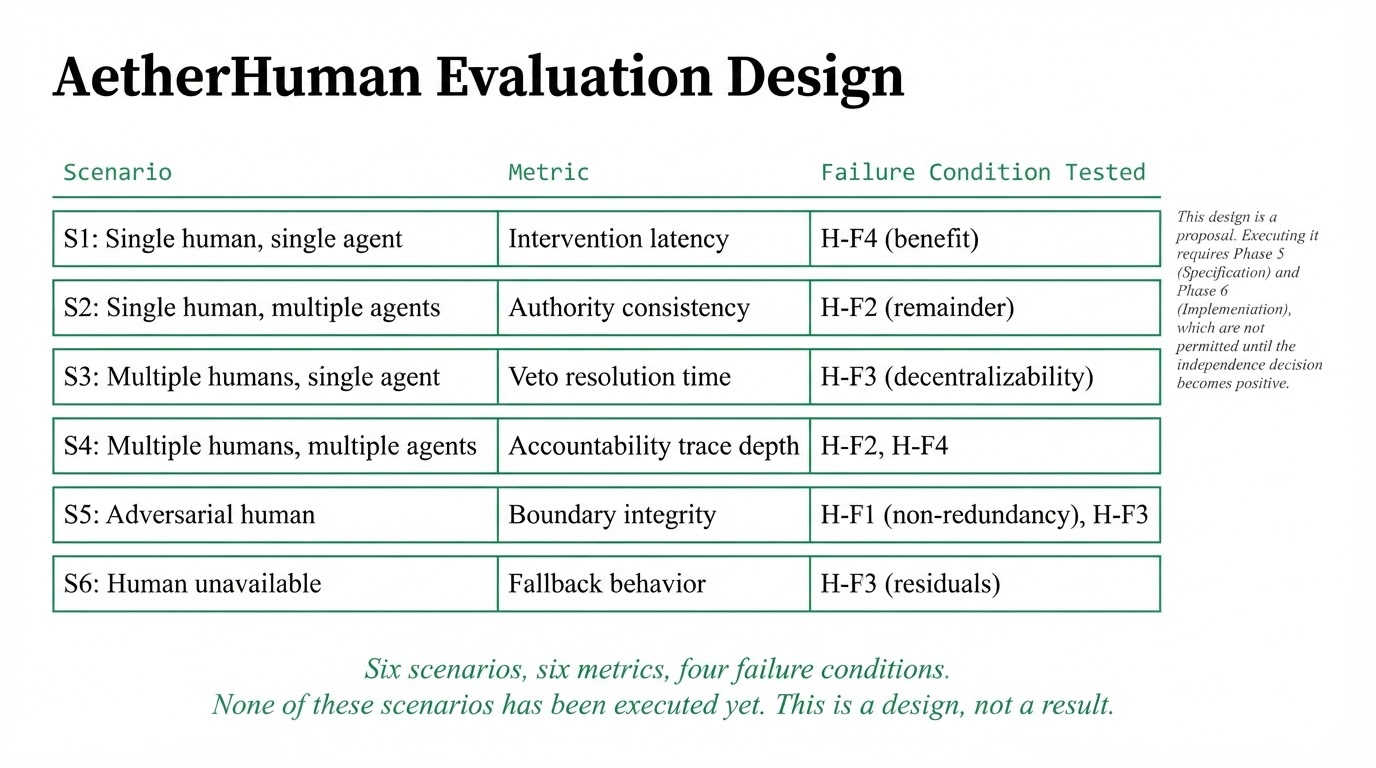 AetherHuman Evaluation Design
Scenario Metric Failure Condition Tested
S1: Single human, single agent Intervention latency H-F4 (benefit)
S2: Single human, multiple agents Authority consistency H-F2 (remainder)
S3: Multiple humans, single agent Veto resolution time H-F3 (decentralizability)
S4: Multiple humans, multiple agents Accountability trace depth H-F2, H-F4
S5: Adversarial human Boundary integrity H-F1 (non-redundancy), H-F3
S6: Human unavailable Fallback behavior H-F3 (residuals)
This design is a
proposal. Executing it
requires Phase 5
(Specification) and
Phase 6
(Implemeniation),
which are not
permitted until the
independence decision
becomes positive.
Six scenarios, six metrics, four failure conditions.
None of these scenarios has been executed yet. This is a design, not a result.